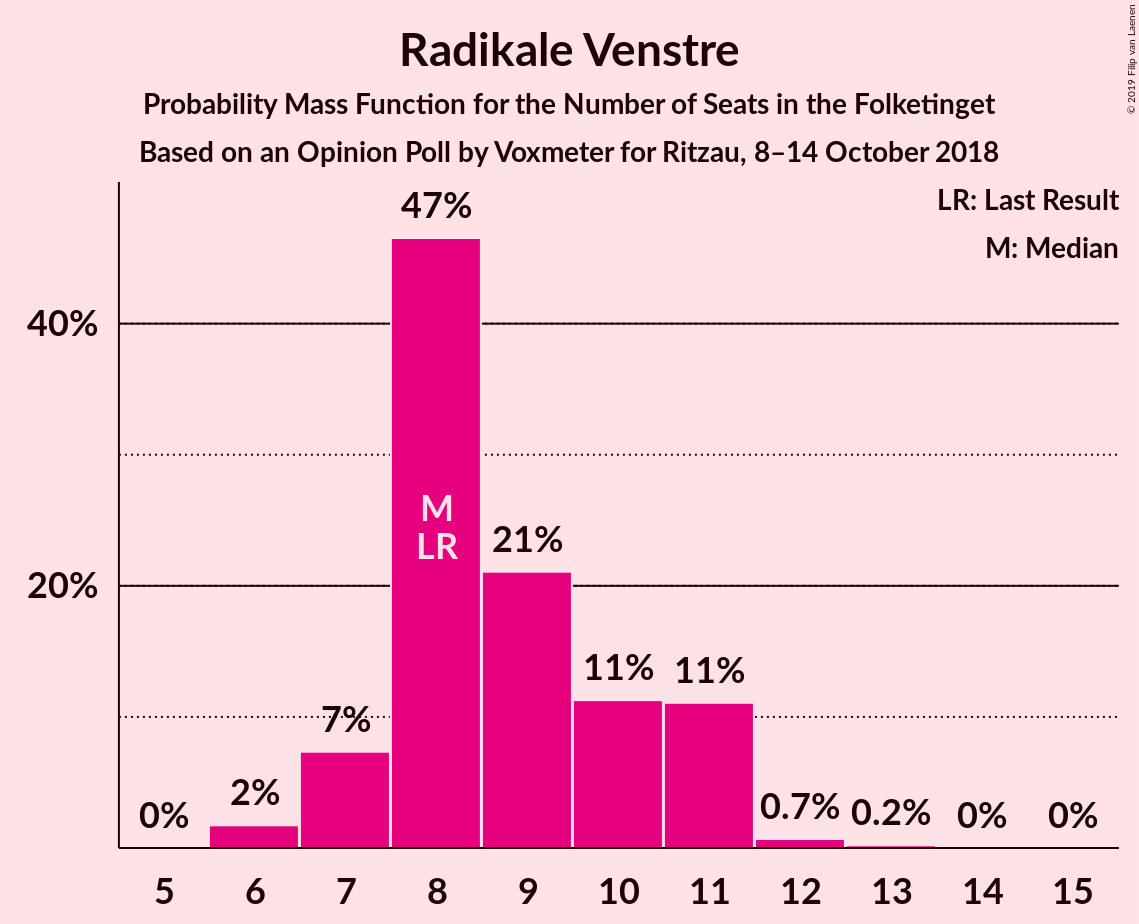 Radikale Venstre
Probability Mass Function for the Number of Seats in the Folketinget
Based on an Opinion Poll by Voxmeter for Ritzau, 8–14 October 2018
© 2019 Filip van Laenen
LR: Last Result
M: Median
40%
20%
0%
2%
7%
47%
M
LR
21%
11%
11%
0.7%
0.2%
0%
0%
5 6 7 8 9 10 11 12 13 14 15